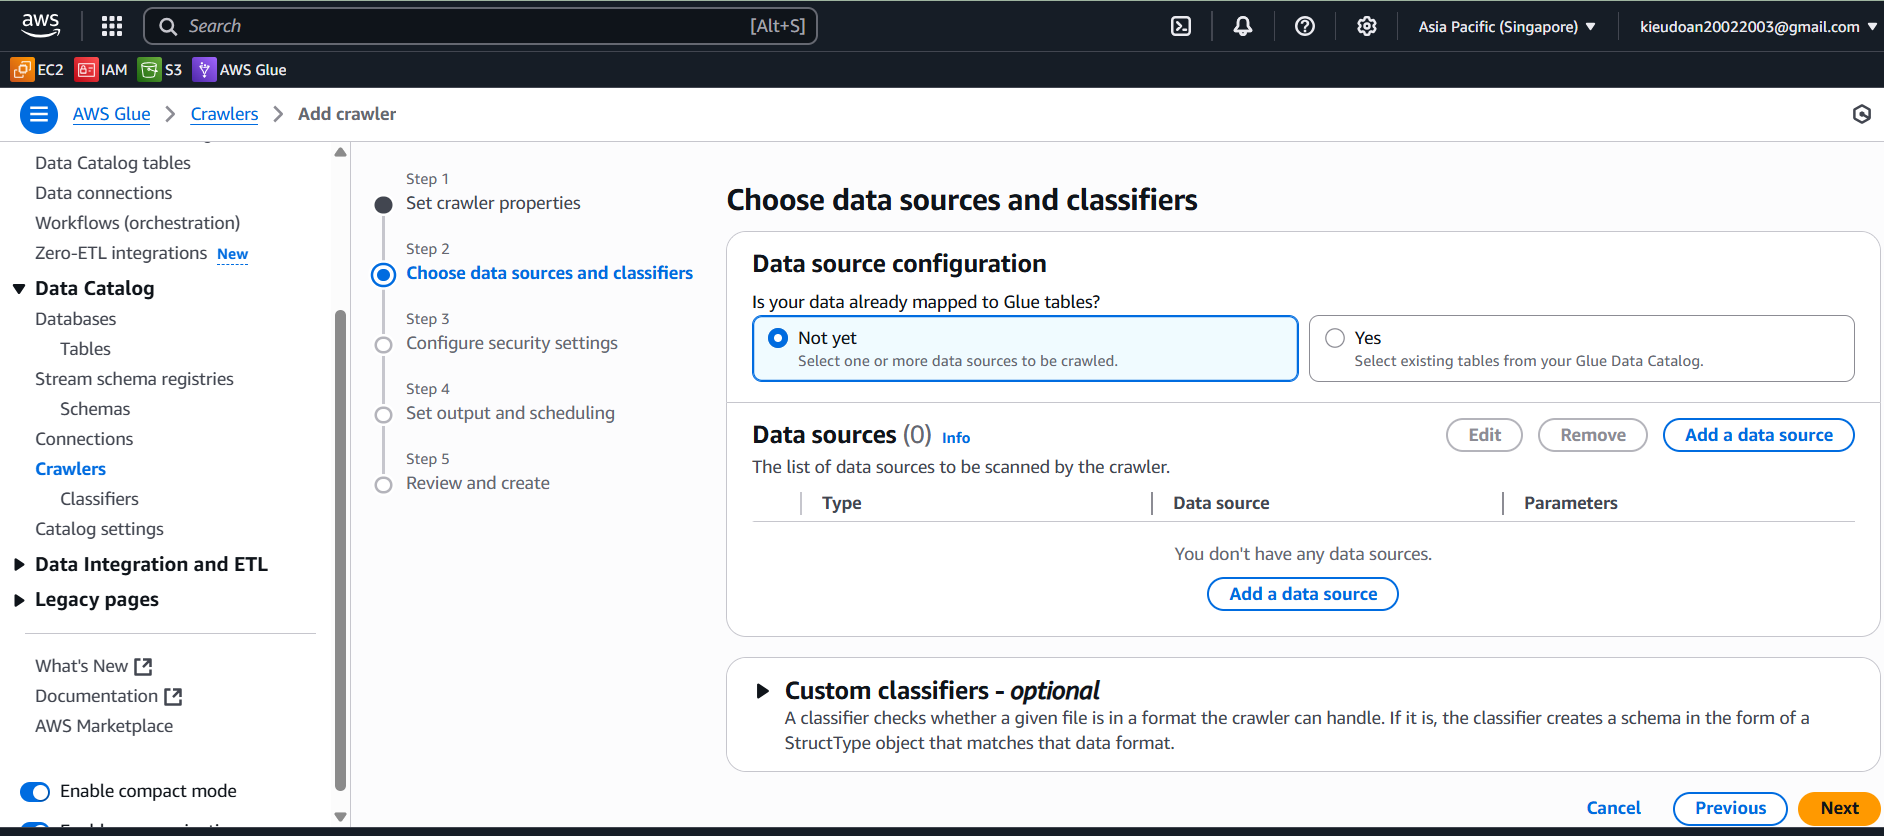 aws
Search [Alt+S]
Asia Pacific (Singapore)
kieudoan20022003@gmail.com
EC2 IAM S3 AWS Glue
AWS Glue > Crawlers > Add crawler
Data Catalog tables
Data connections
Workflows (orchestration)
Zero-ETL integrations New
Data Catalog
Databases
Tables
Stream schema registries
Schemas
Connections
Crawlers
Classifiers
Catalog settings
Data Integration and ETL
Legacy pages
What's New
Documentation
AWS Marketplace
Enable compact mode
Step 1
Set crawler properties
Step 2
Choose data sources and classifiers
Step 3
Configure security settings
Step 4
Set output and scheduling
Step 5
Review and create
Choose data sources and classifiers
Data source configuration
Is your data already mapped to Glue tables?
Not yet
Select one or more data sources to be crawled.
Yes
Select existing tables from your Glue Data Catalog.
Data sources (0) Info
Edit Remove Add a data source
The list of data sources to be scanned by the crawler.
Type Data source Parameters
You don't have any data sources.
Add a data source
Custom classifiers - optional
A classifier checks whether a given file is in a format the crawler can handle. If it is, the classifier creates a schema in the form of a
StructType object that matches that data format.
Cancel Previous Next